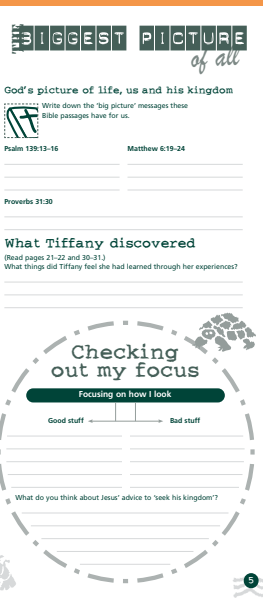 THE BIGGEST PICTURE
of all
God's picture of life, us and his kingdom
Write down the 'big picture' messages these
Bible passages have for us.
Psalm 139:13–16
Matthew 6:19–24
Proverbs 31:30
What Tiffany discovered
(Read pages 21–22 and 30–31.)
What things did Tiffany feel she had learned through her experiences?
Checking
out my focus
Focusing on how I look
Good stuff
Bad stuff
What do you think about Jesus' advice to 'seek his kingdom'?
5